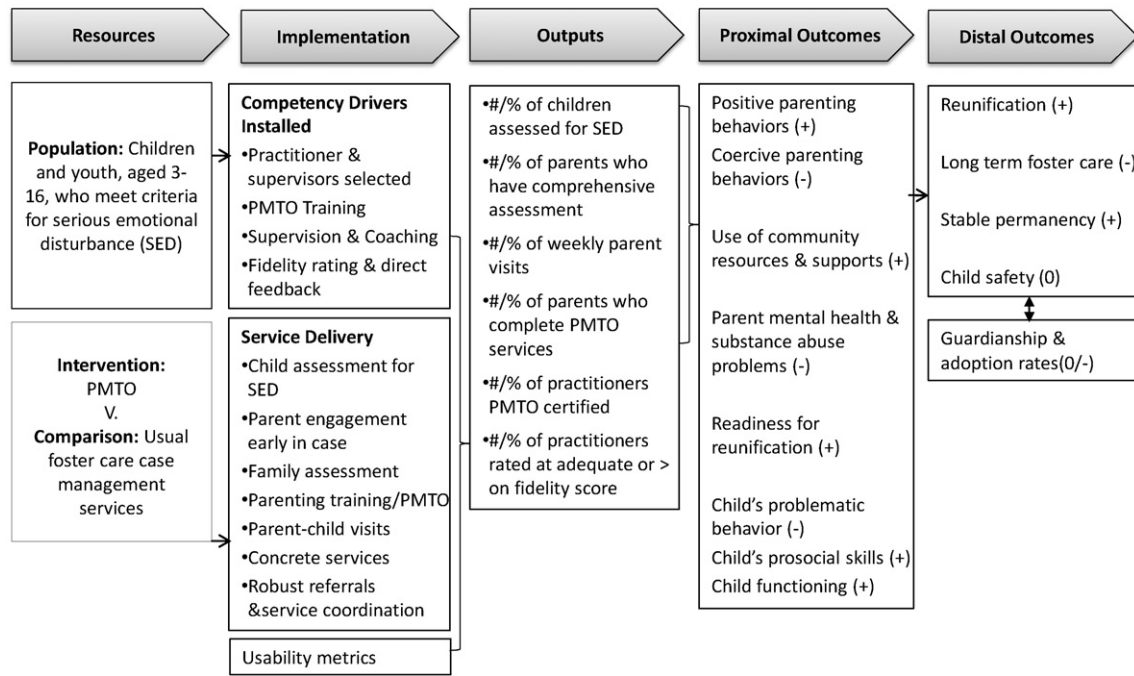 Resources
Implementation
Outputs
Proximal Outcomes
Distal Outcomes
Population: Children
and youth, aged 3-
16, who meet criteria
for serious emotional
disturbance (SED)
Intervention:
PMTO
V.
Comparison: Usual
foster care case
management
services
Competency Drivers
Installed
•Practitioner &
supervisors selected
•PMTO Training
•Supervision & Coaching
•Fidelity rating & direct
feedback
Service Delivery
•Child assessment for
SED
•Parent engagement
early in case
•Family assessment
•Parenting training/PMTO
•Parent-child visits
•Concrete services
•Robust referrals
&service coordination
Usability metrics
•#/% of children
assessed for SED
•#/% of parents who
have comprehensive
assessment
•#/% of weekly parent
visits
•#/% of parents who
complete PMTO
services
•#/% of practitioners
PMTO certified
•#/% of practitioners
rated at adequate or >
on fidelity score
Positive parenting
behaviors (+)
Coercive parenting
behaviors (-)
Use of community
resources & supports (+)
Parent mental health &
substance abuse
problems (-)
Readiness for
reunification (+)
Child's problematic
behavior (-)
Child's prosocial skills (+)
Child functioning (+)
Reunification (+)
Long term foster care (-)
Stable permanency (+)
Child safety (0)
Guardianship &
adoption rates(0/-)